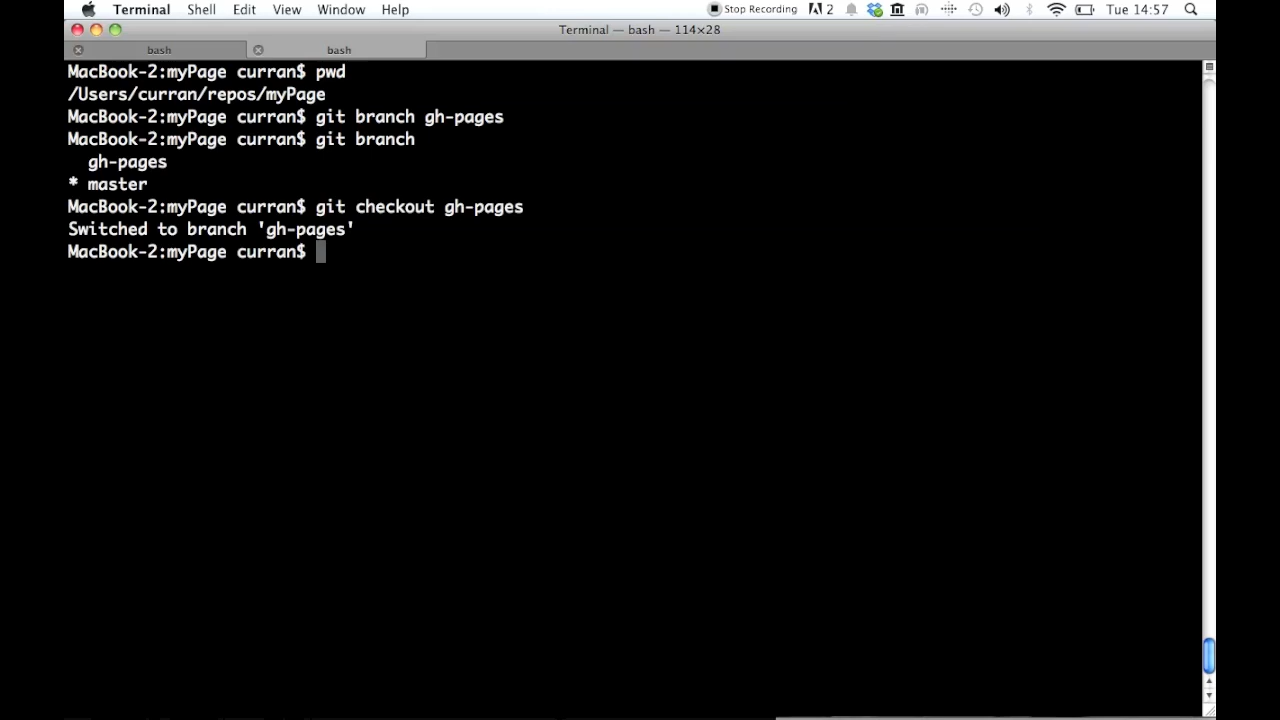 Terminal Shell Edit View Window Help Stop Recording 2 Tue 14:57
Terminal — bash — 114×28
bash bash
MacBook-2:myPage curran$ pwd
/Users/curran/repos/myPage
MacBook-2:myPage curran$ git branch gh-pages
MacBook-2:myPage curran$ git branch
  gh-pages
* master
MacBook-2:myPage curran$ git checkout gh-pages
Switched to branch 'gh-pages'
MacBook-2:myPage curran$